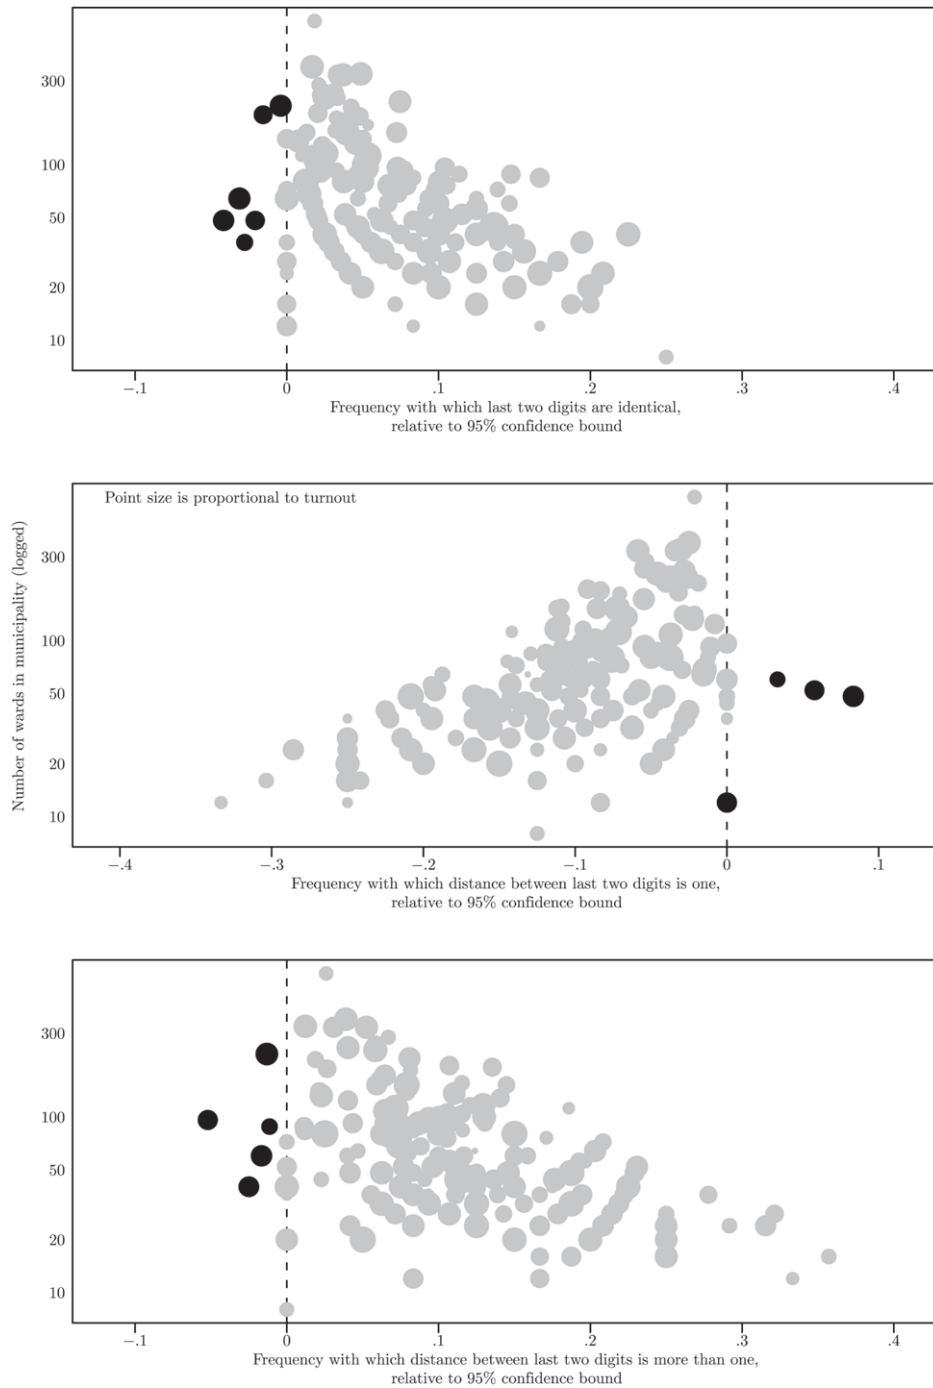 300
100
50
20
10
−.1 0 .1 .2 .3 .4
Frequency with which last two digits are identical,
relative to 95% confidence bound
Point size is proportional to turnout
Number of wards in municipality (logged)
300
100
50
20
10
−.4 −.3 −.2 −.1 0 .1
Frequency with which distance between last two digits is one,
relative to 95% confidence bound
300
100
50
20
10
−.1 0 .1 .2 .3 .4
Frequency with which distance between last two digits is more than one,
relative to 95% confidence bound